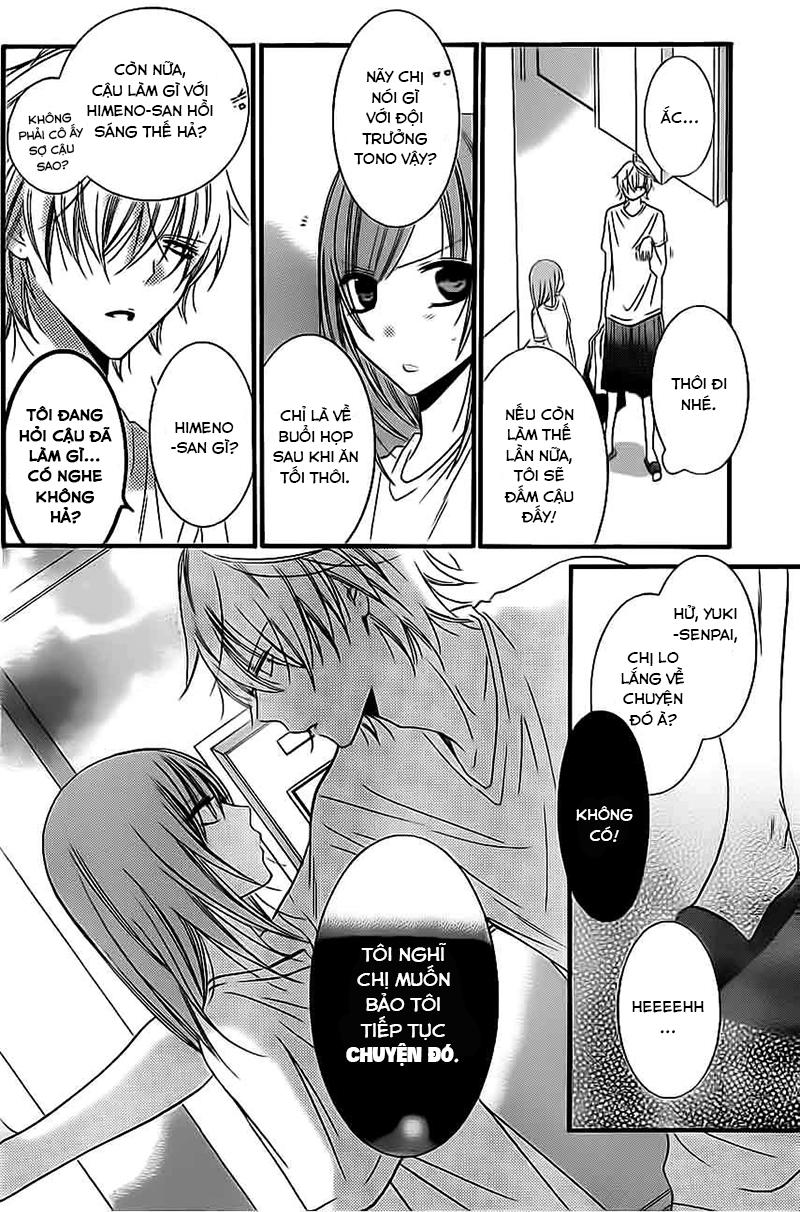 ẮC...
THÔI ĐI
NHÉ.
NẾU CÒN
LÀM THẾ
LẦN NỮA,
TÔI SẼ
ĐẤM CẬU
ĐẤY!
NÃY CHỊ
NÓI GÌ
VỚI ĐỘI
TRƯỞNG
TONO VẬY?
CHỈ LÀ VỀ
BUỔI HỌP
SAU KHI ĂN
TỐI THÔI.
CÒN NỮA,
CẬU LÀM GÌ VỚI
HIMENO-SAN HỒI
SÁNG THẾ HẢ?
KHÔNG
PHẢI CÔ ẤY
SỢ CẬU
SAO?
HIMENO
-SAN GÌ?
TÔI ĐANG
HỎI CẬU ĐÃ
LÀM GÌ...
CÓ NGHE
KHÔNG
HẢ?
HỬ, YUKI
-SENPAI,
CHỊ LO
LẮNG VỀ
CHUYỆN
ĐÓ À?
KHÔNG
CÓ!
HEEEEHH
...
TÔI NGHĨ
CHỊ MUỐN
BẢO TÔI
TIẾP TỤC
CHUYỆN ĐÓ.